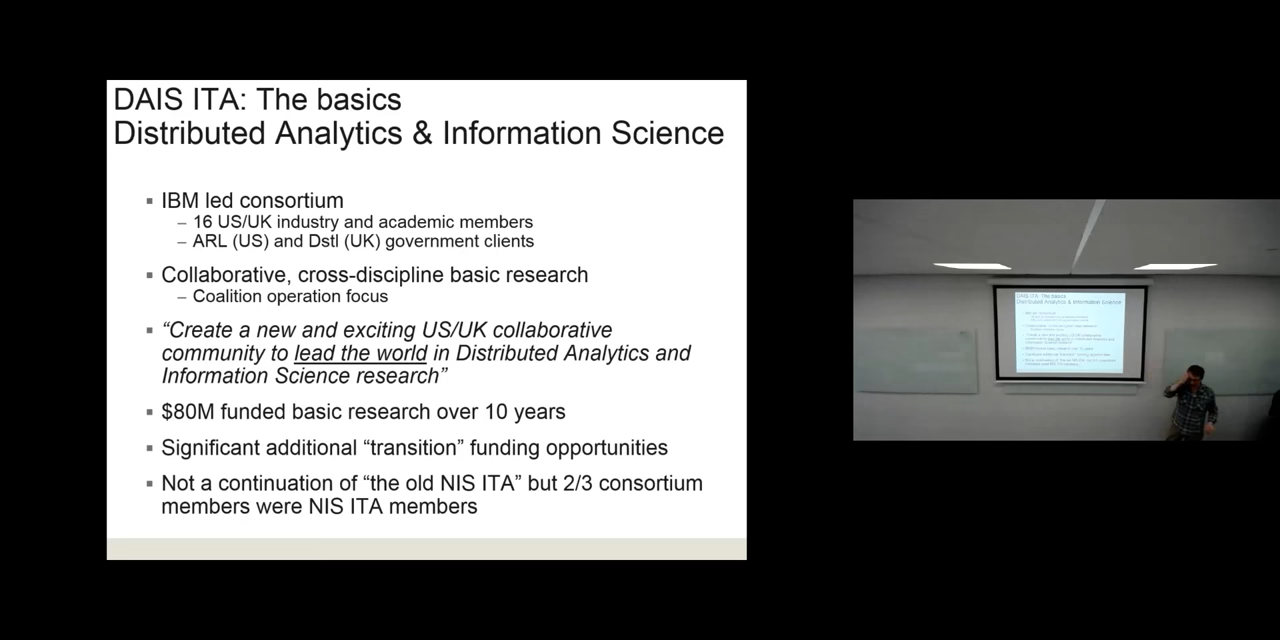 DAIS ITA: The basics
Distributed Analytics & Information Science
▪ IBM led consortium
– 16 US/UK industry and academic members
– ARL (US) and Dstl (UK) government clients
▪ Collaborative, cross-discipline basic research
– Coalition operation focus
▪ “Create a new and exciting US/UK collaborative
community to lead the world in Distributed Analytics and
Information Science research”
▪ $80M funded basic research over 10 years
▪ Significant additional “transition” funding opportunities
▪ Not a continuation of “the old NIS ITA” but 2/3 consortium
members were NIS ITA members
DAIS ITA: The basics
Distributed Analytics & Information Science